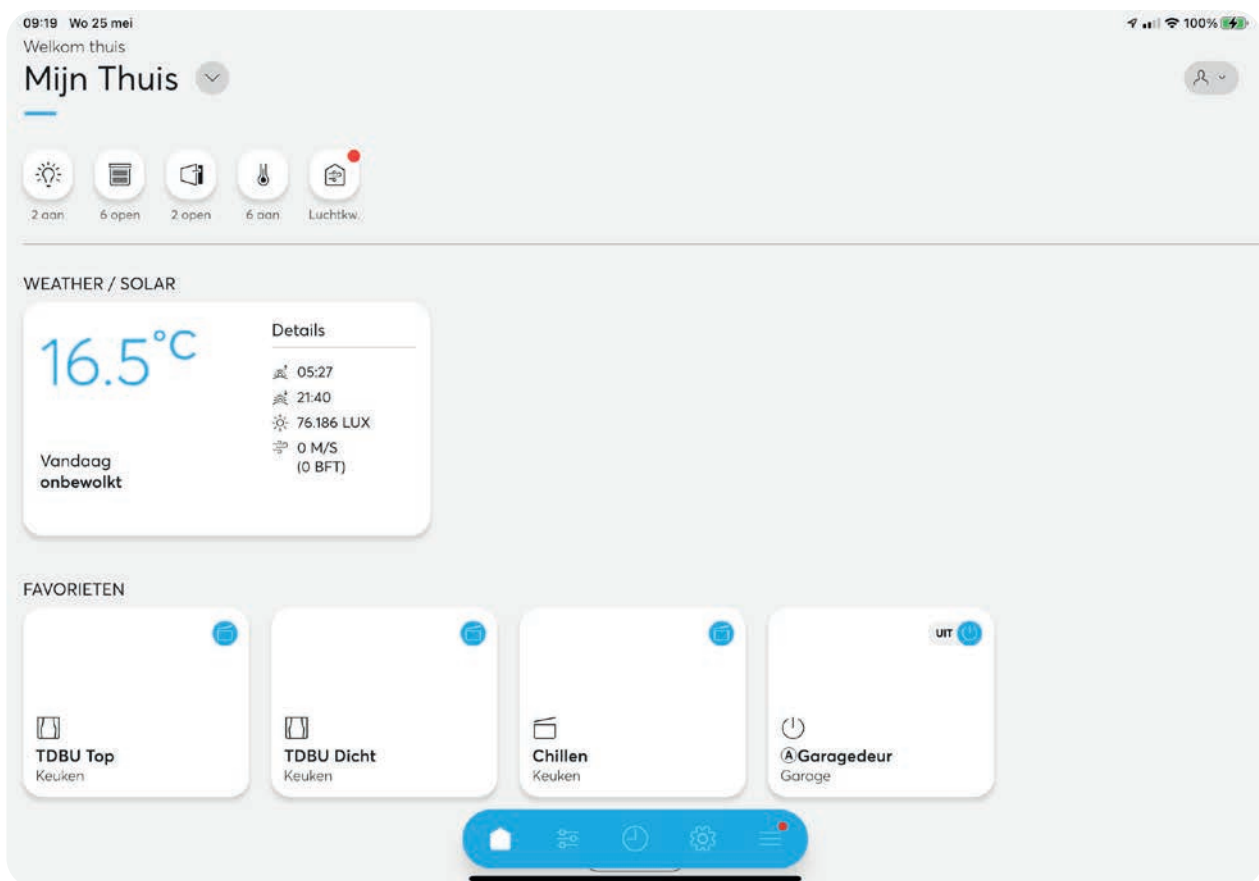 09:19 Wo 25 mei
100%
Welkom thuis
Mijn Thuis
2 aan
6 open
2 open
6 aan
Luchtkw.
WEATHER / SOLAR
16.5°C
Vandaag
onbewolkt
Details
05:27
21:40
76.186 LUX
0 M/S
(0 BFT)
FAVORIETEN
TDBU Top
Keuken
TDBU Dicht
Keuken
Chillen
Keuken
UIT
ⒶGaragedeur
Garage